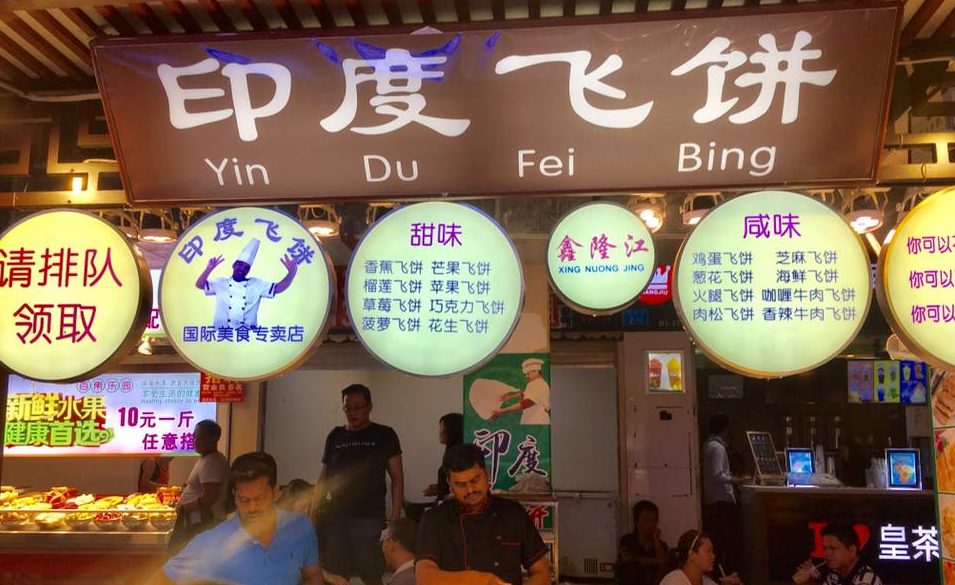 印度飞饼
Yin Du Fei Bing
请排队
领取
印度飞饼
国际美食专卖店
甜味
香蕉飞饼 芒果飞饼
榴莲飞饼 苹果飞饼
草莓飞饼 巧克力飞饼
菠萝飞饼 花生飞饼
鑫隆江
XING NUONG JING
咸味
鸡蛋飞饼 芝麻飞饼
葱花飞饼 海鲜飞饼
火腿飞饼 咖喱牛肉飞饼
肉松飞饼 香辣牛肉飞饼
你可以
你可以
你可以
新鲜水果
健康首选
百果乐园
10元一斤
任意搭
印度
I
皇茶